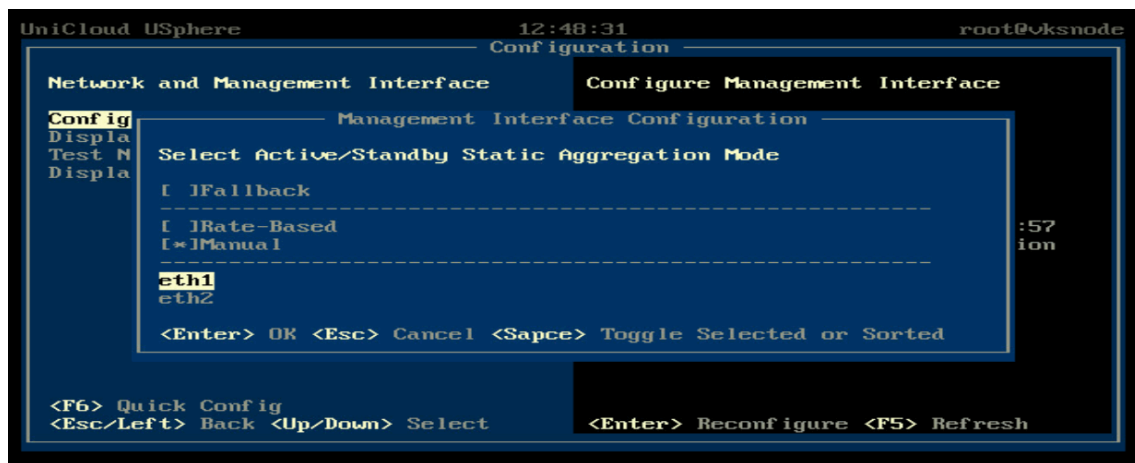 UniCloud USphere 12:48:31 root@vksnode
Configuration
Network and Management Interface Configure Management Interface
Config
Management Interface Configuration
Displa
Test N
Displa
Select Active/Standby Static Aggregation Mode
[ ]Fallback
[ ]Rate-Based
[*]Manual
:57
ion
eth1
eth2
<Enter> OK <Esc> Cancel <Sapce> Toggle Selected or Sorted
<F6> Quick Config
<Esc/Left> Back <Up/Down> Select <Enter> Reconfigure <F5> Refresh